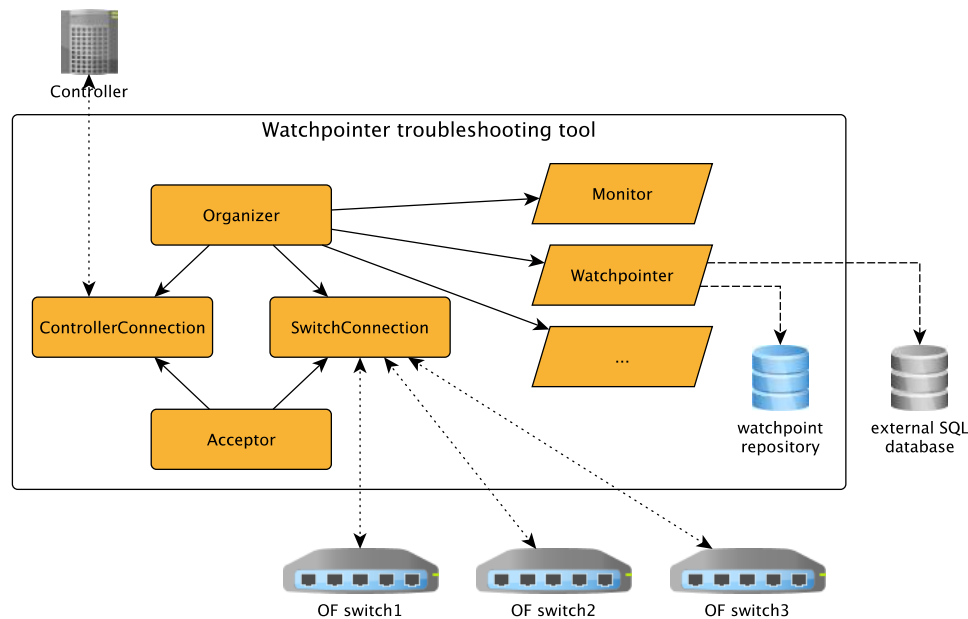 Controller
Watchpointer troubleshooting tool
Monitor
Organizer
Watchpointer
ControllerConnection
SwitchConnection
...
watchpoint
repository
external SQL
database
Acceptor
OF switch1
OF switch2
OF switch3